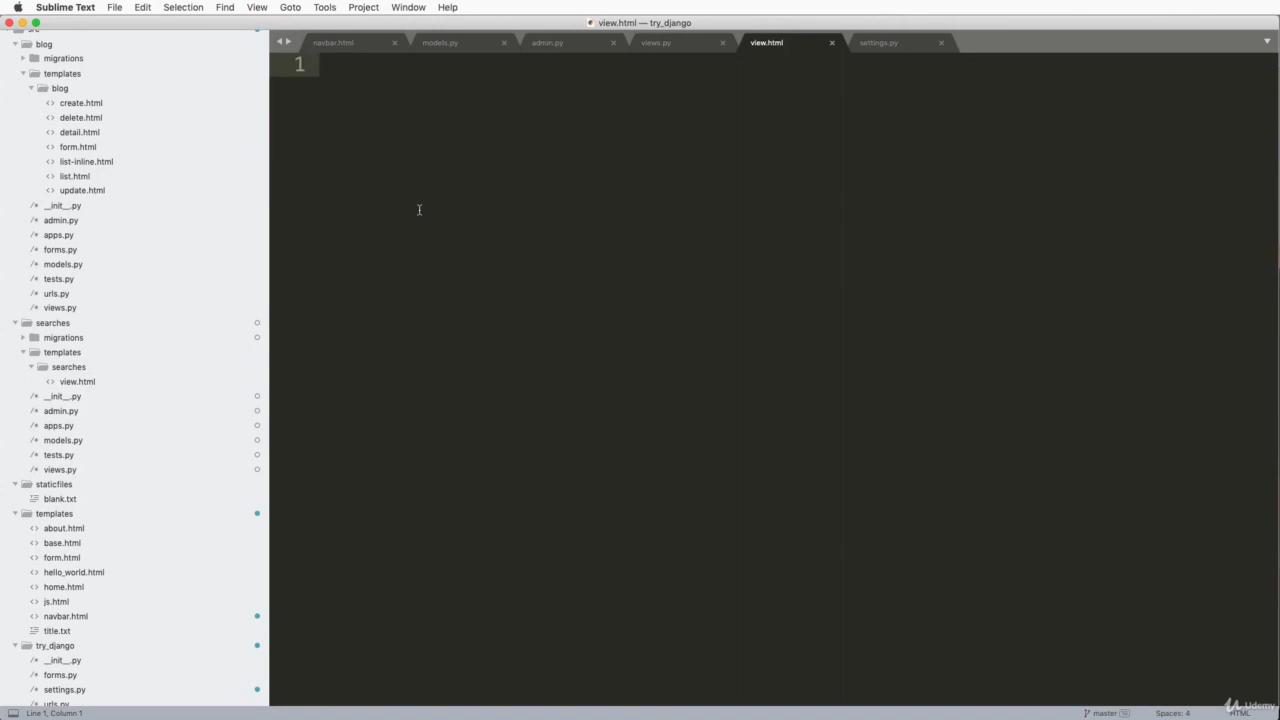 Sublime Text File Edit Selection Find View Goto Tools Project Window Help
view.html — try_django
navbar.html models.py admin.py views.py view.html settings.py
1
src
blog
migrations
templates
blog
create.html
delete.html
detail.html
form.html
list-inline.html
list.html
update.html
__init__.py
admin.py
apps.py
forms.py
models.py
tests.py
urls.py
views.py
searches
migrations
templates
searches
view.html
__init__.py
admin.py
apps.py
models.py
tests.py
views.py
staticfiles
blank.txt
templates
about.html
base.html
form.html
hello_world.html
home.html
js.html
navbar.html
title.txt
try_django
__init__.py
forms.py
settings.py
urls.py
Line 1, Column 1 master Spaces: 4 HTML
Udemy